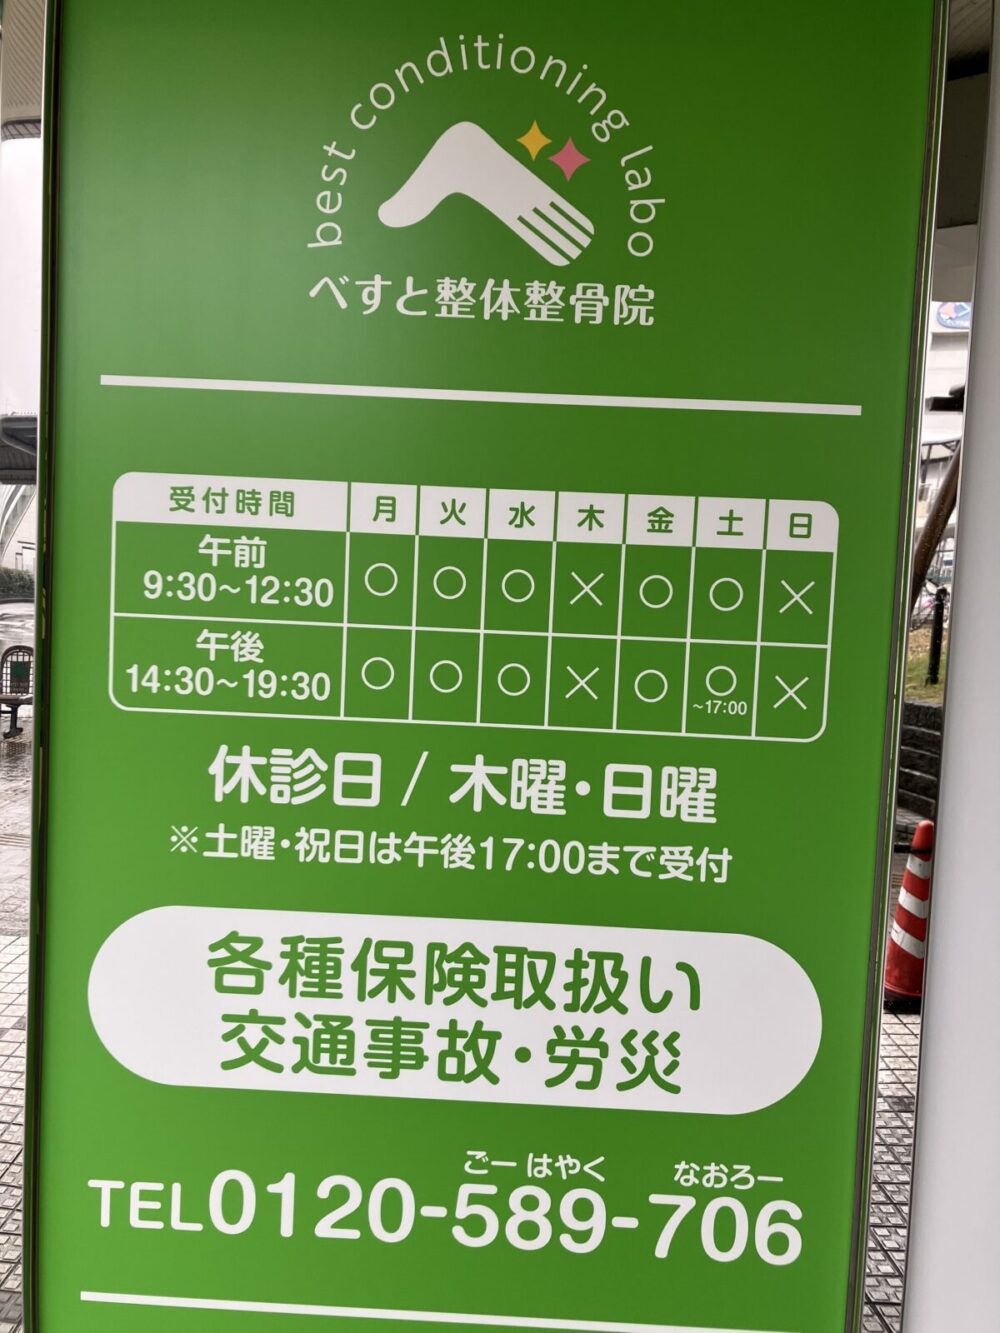 best conditioning labo
べすと整体整骨院
受付時間 月 火 水 木 金 土 日
午前
9:30~12:30 ○ ○ ○ × ○ ○ ×
午後
14:30~19:30 ○ ○ ○ × ○ ○ ×
~17:00
休診日 / 木曜・日曜
※土曜・祝日は午後17:00まで受付
各種保険取扱い
交通事故・労災
ごー はやく なおろー
TEL0120-589-706